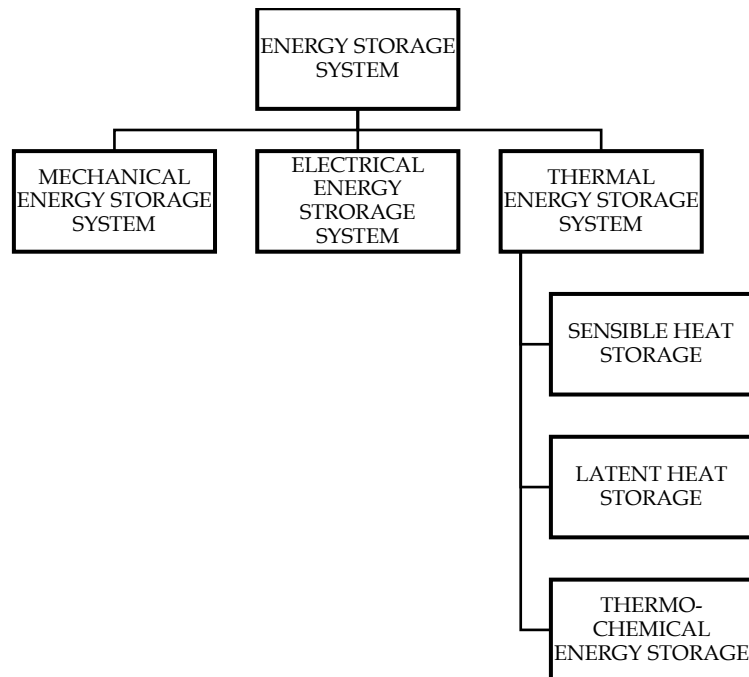 ENERGY STORAGE
SYSTEM
MECHANICAL
ENERGY STORAGE
SYSTEM
ELECTRICAL
ENERGY
STRORAGE
SYSTEM
THERMAL
ENERGY STORAGE
SYSTEM
SENSIBLE HEAT
STORAGE
LATENT HEAT
STORAGE
THERMO-
CHEMICAL
ENERGY STORAGE